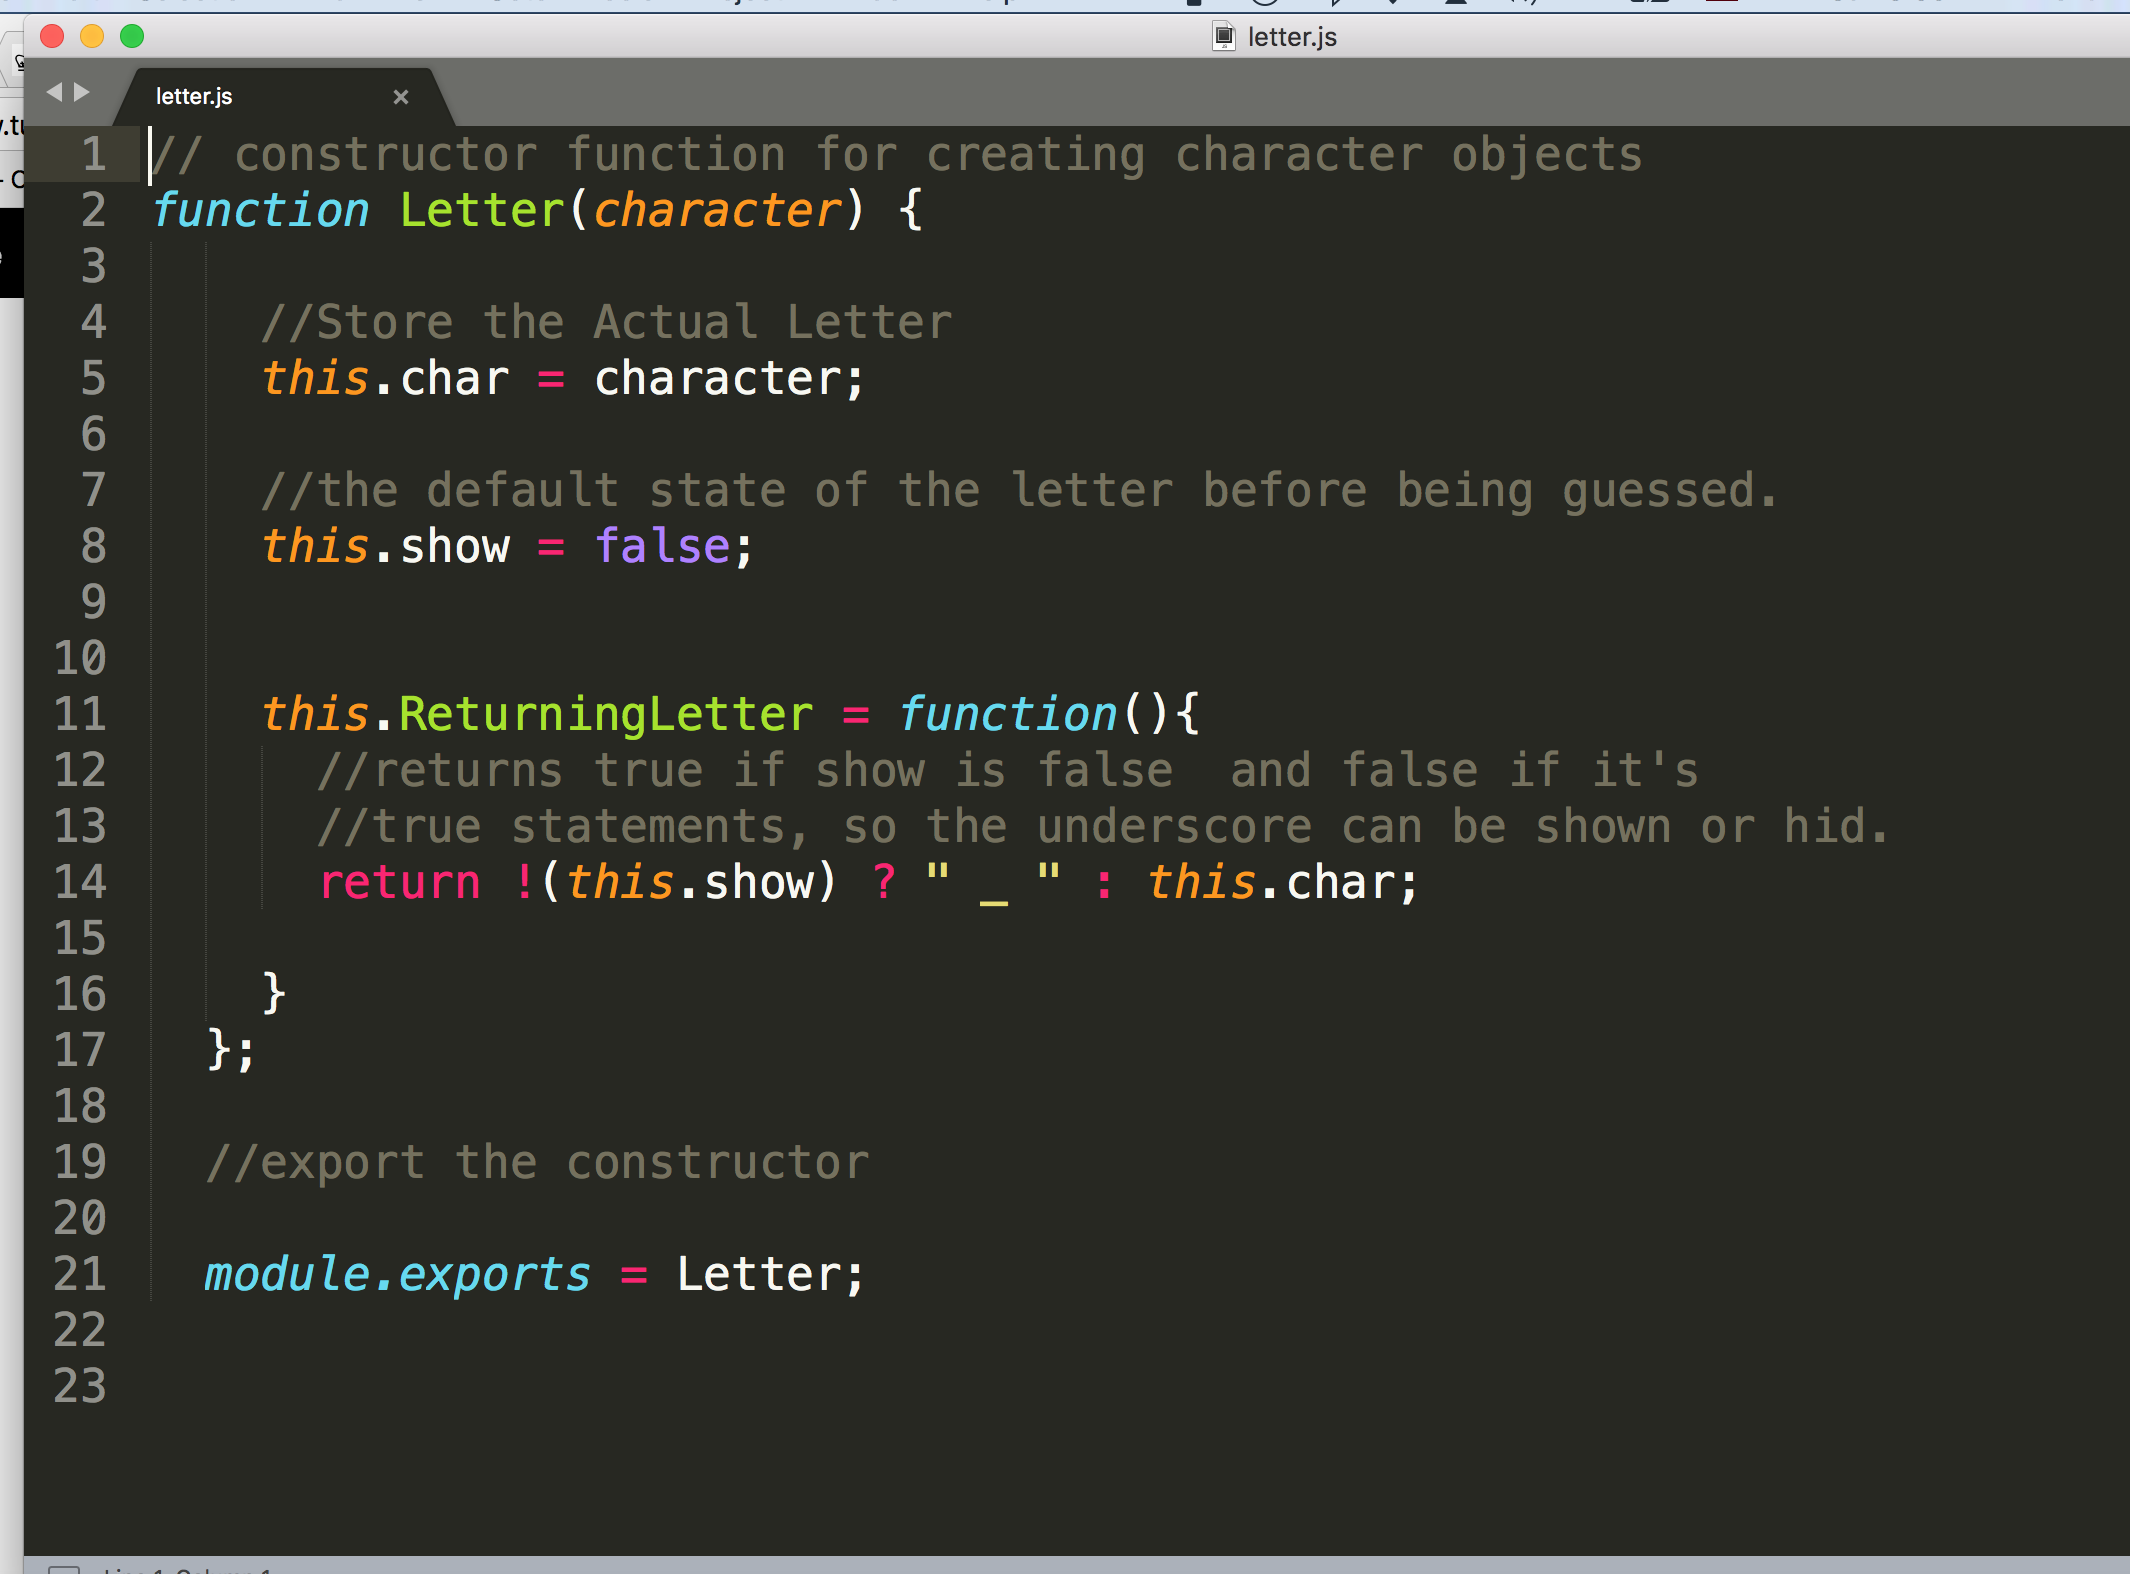 letter.js
letter.js ×
1 // constructor function for creating character objects
2 function Letter(character) {
3
4     //Store the Actual Letter
5     this.char = character;
6
7     //the default state of the letter before being guessed.
8     this.show = false;
9
10
11     this.ReturningLetter = function(){
12       //returns true if show is false  and false if it's
13       //true statements, so the underscore can be shown or hid.
14       return !(this.show) ? " _ " : this.char;
15
16     }
17   };
18
19   //export the constructor
20
21   module.exports = Letter;
22
23